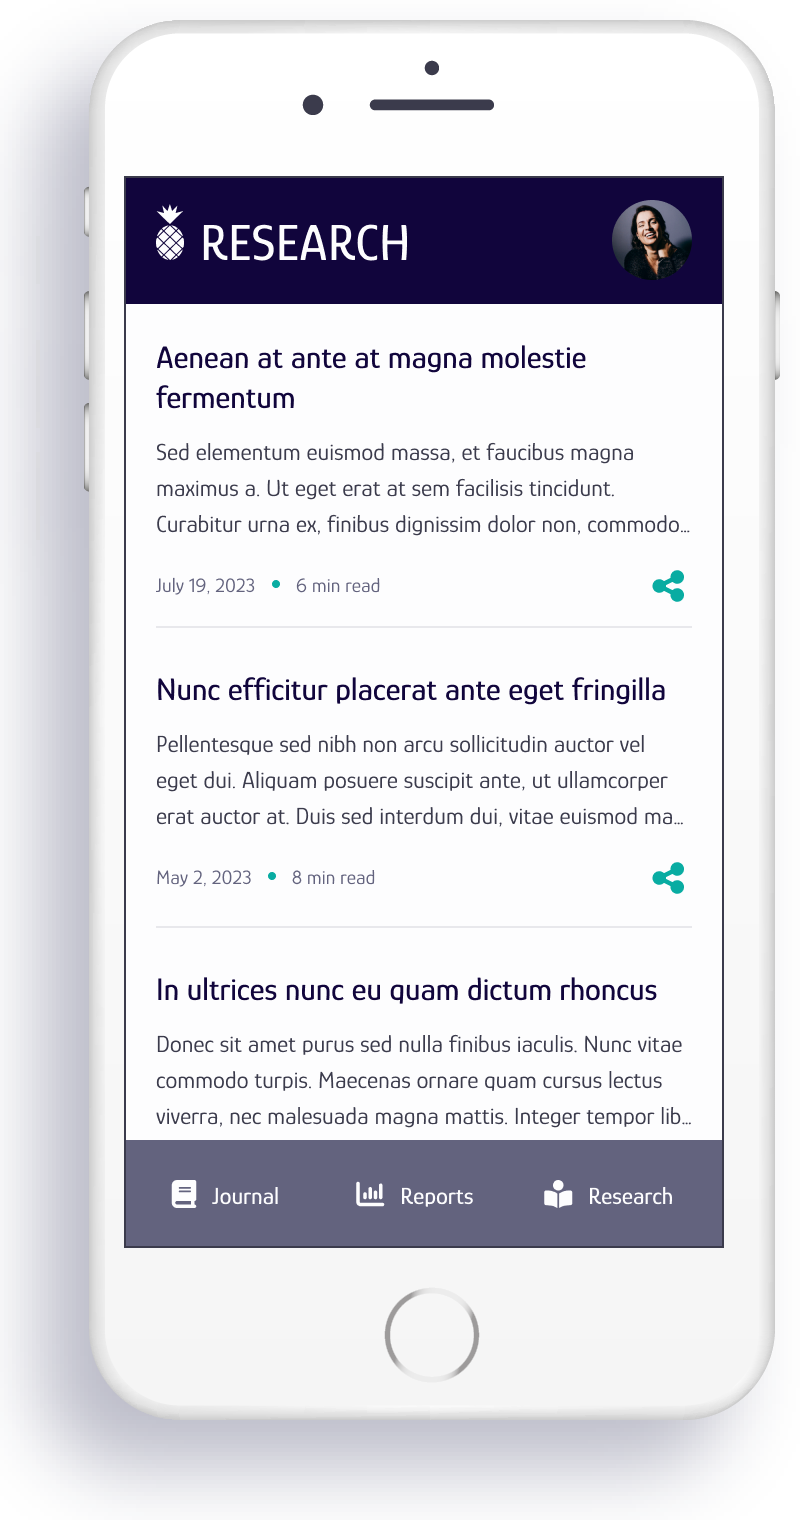 RESEARCH
Aenean at ante at magna molestie
fermentum
Sed elementum euismod massa, et faucibus magna
maximus a. Ut eget erat at sem facilisis tincidunt.
Curabitur urna ex, finibus dignissim dolor non, commodo...
July 19, 2023 • 6 min read
Nunc efficitur placerat ante eget fringilla
Pellentesque sed nibh non arcu sollicitudin auctor vel
eget dui. Aliquam posuere suscipit ante, ut ullamcorper
erat auctor at. Duis sed interdum dui, vitae euismod ma...
May 2, 2023 • 8 min read
In ultrices nunc eu quam dictum rhoncus
Donec sit amet purus sed nulla finibus iaculis. Nunc vitae
commodo turpis. Maecenas ornare quam cursus lectus
viverra, nec malesuada magna mattis. Integer tempor lib...
Journal Reports Research